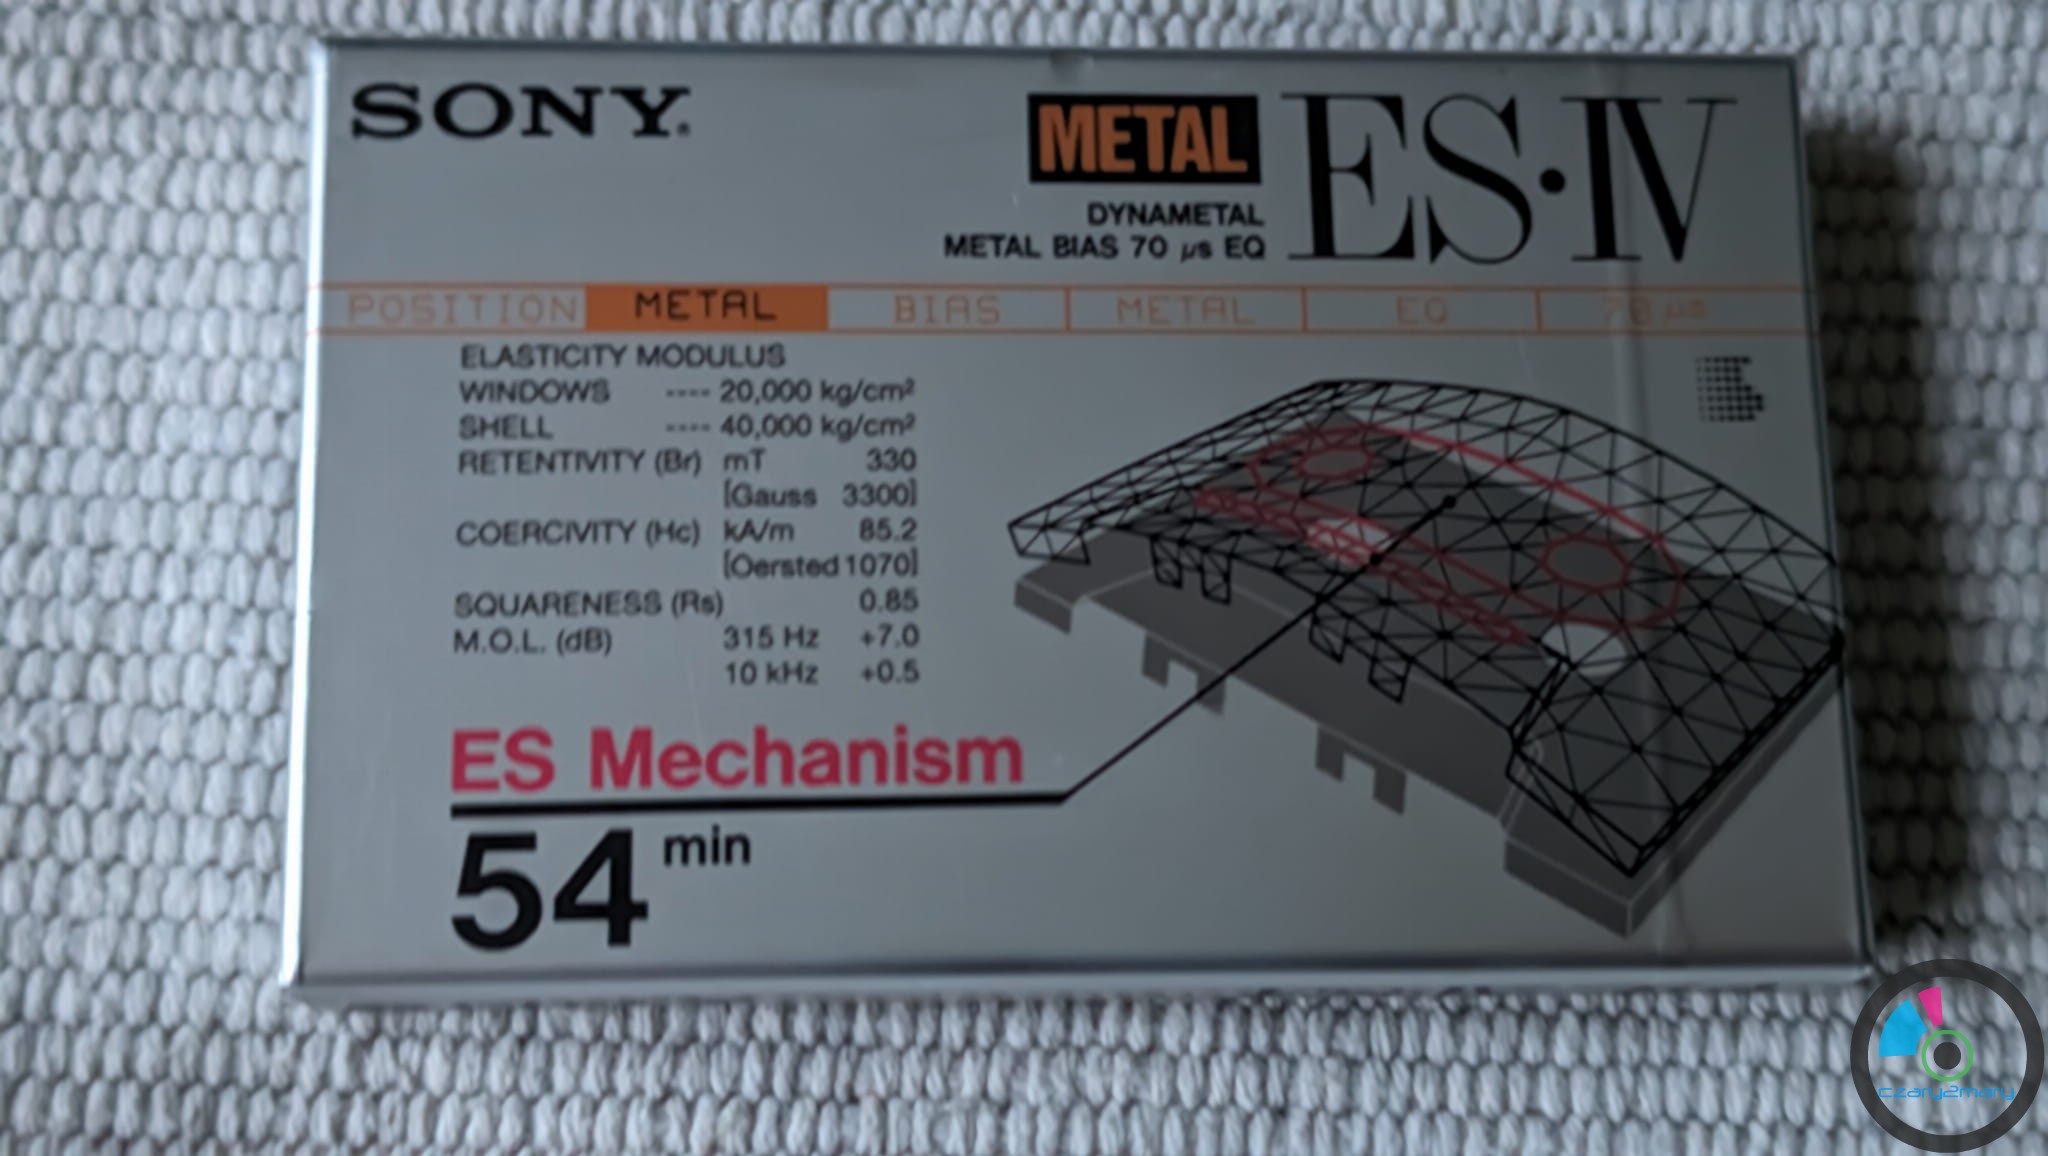 SONY®
METAL ES·IV
DYNAMETAL
METAL BIAS 70 µs EQ
POSITION METAL BIAS METAL EQ 70 µs
ELASTICITY MODULUS
WINDOWS ---- 20,000 kg/cm²
SHELL ---- 40,000 kg/cm²
RETENTIVITY (Br) mT 330
[Gauss 3300]
COERCIVITY (Hc) kA/m 85.2
[Oersted 1070]
SQUARENESS (Rs) 0.85
M.O.L. (dB) 315 Hz +7.0
10 kHz +0.5
ES Mechanism
54 min
czary2mary